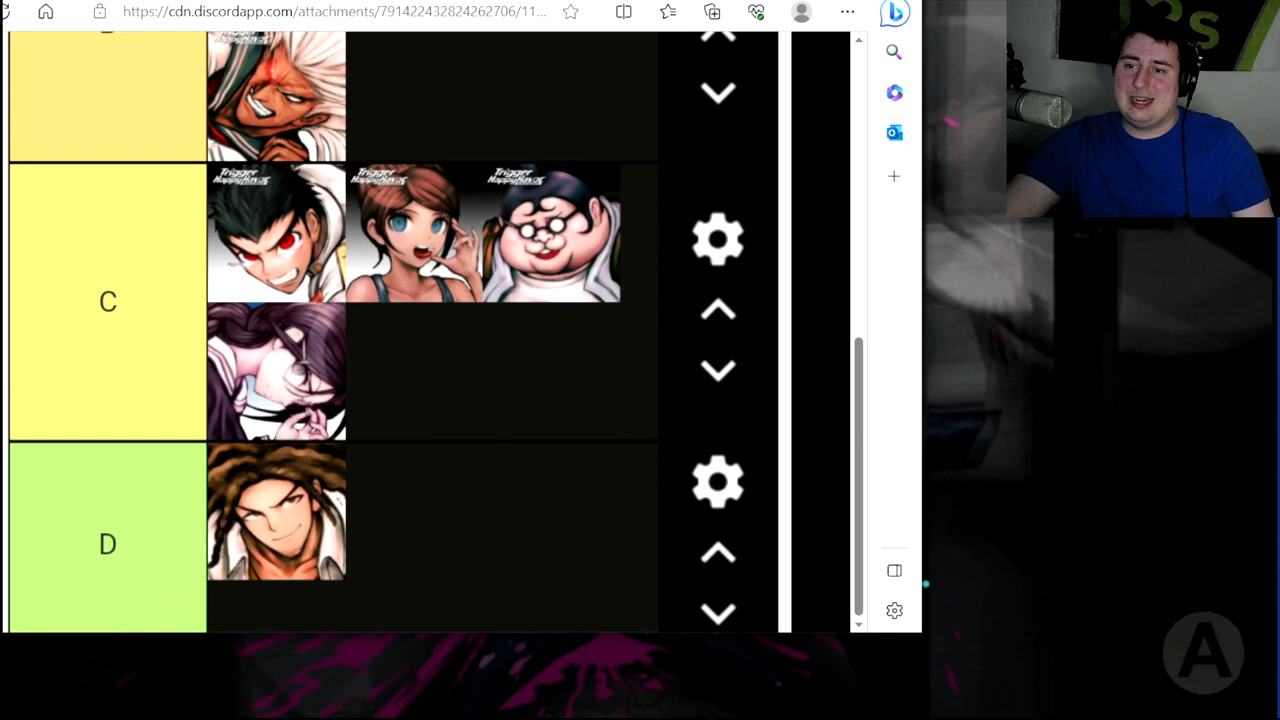 https://cdn.discordapp.com/attachments/791422432824262706/11...
Trigger
Happy Havoc
Trigger
Happy Havoc
Trigger
Happy Havoc
C
D
A